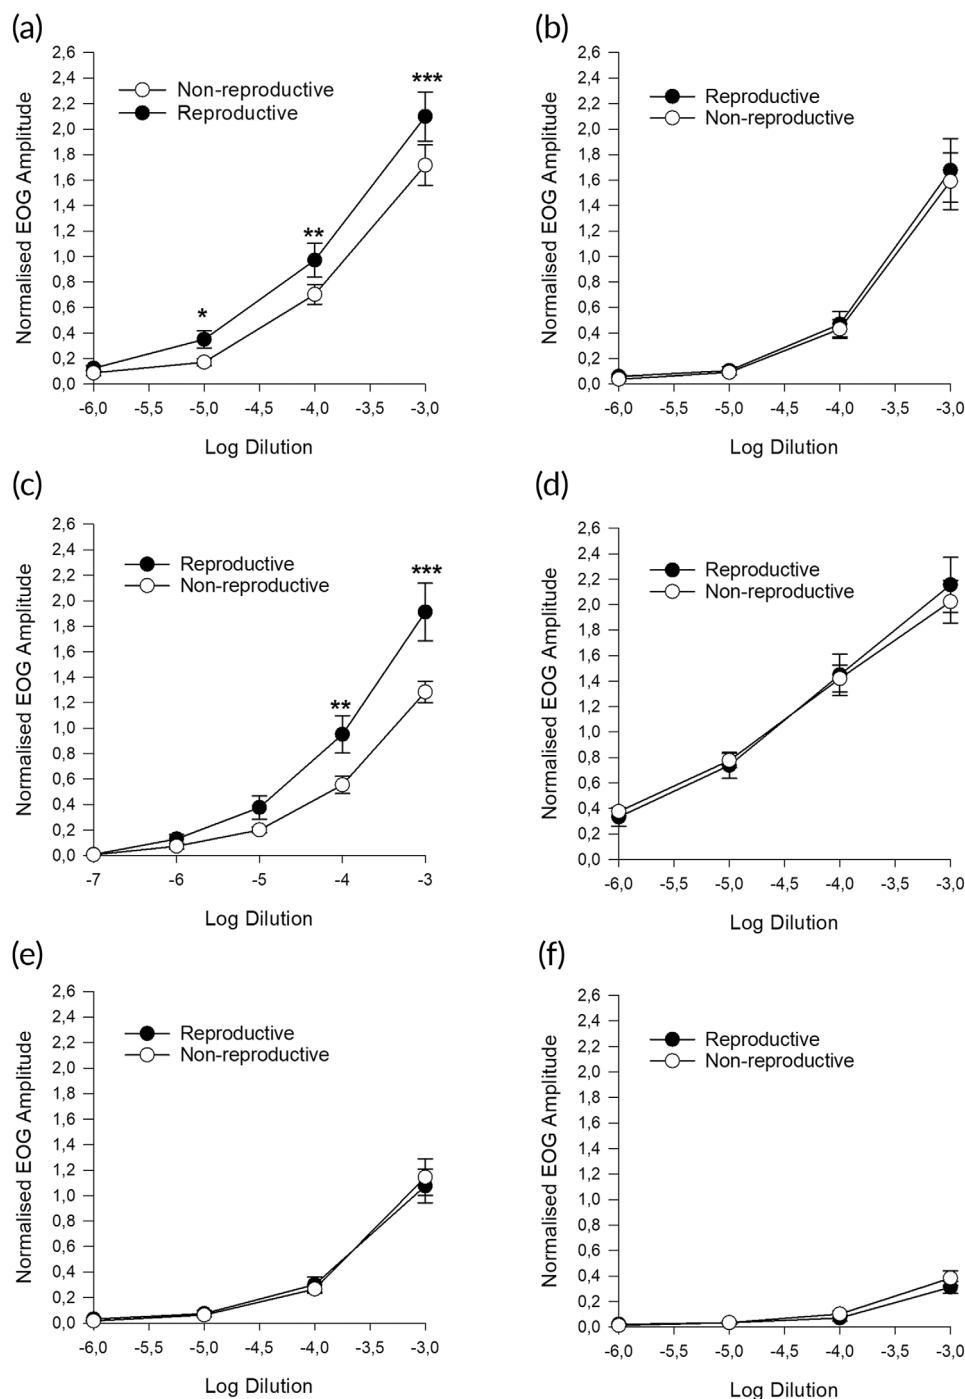 (a)
2,6
2,4
2,2
2,0
1,8
1,6
1,4
1,2
1,0
0,8
0,6
0,4
0,2
0,0
Normalised EOG Amplitude
Non-reproductive
Reproductive
*
**
***
-6,0 -5,5 -5,0 -4,5 -4,0 -3,5 -3,0
Log Dilution
(b)
2,6
2,4
2,2
2,0
1,8
1,6
1,4
1,2
1,0
0,8
0,6
0,4
0,2
0,0
Normalised EOG Amplitude
Reproductive
Non-reproductive
-6,0 -5,5 -5,0 -4,5 -4,0 -3,5 -3,0
Log Dilution
(c)
2,6
2,4
2,2
2,0
1,8
1,6
1,4
1,2
1,0
0,8
0,6
0,4
0,2
0,0
Normalised EOG Amplitude
Reproductive
Non-reproductive
**
***
-7 -6 -5 -4 -3
Log Dilution
(d)
2,6
2,4
2,2
2,0
1,8
1,6
1,4
1,2
1,0
0,8
0,6
0,4
0,2
0,0
Normalised EOG Amplitude
Reproductive
Non-reproductive
-6,0 -5,5 -5,0 -4,5 -4,0 -3,5 -3,0
Log Dilution
(e)
2,6
2,4
2,2
2,0
1,8
1,6
1,4
1,2
1,0
0,8
0,6
0,4
0,2
0,0
Normalised EOG Amplitude
Reproductive
Non-reproductive
-6,0 -5,5 -5,0 -4,5 -4,0 -3,5 -3,0
Log Dilution
(f)
2,6
2,4
2,2
2,0
1,8
1,6
1,4
1,2
1,0
0,8
0,6
0,4
0,2
0,0
Normalised EOG Amplitude
Reproductive
Non-reproductive
-6,0 -5,5 -5,0 -4,5 -4,0 -3,5 -3,0
Log Dilution